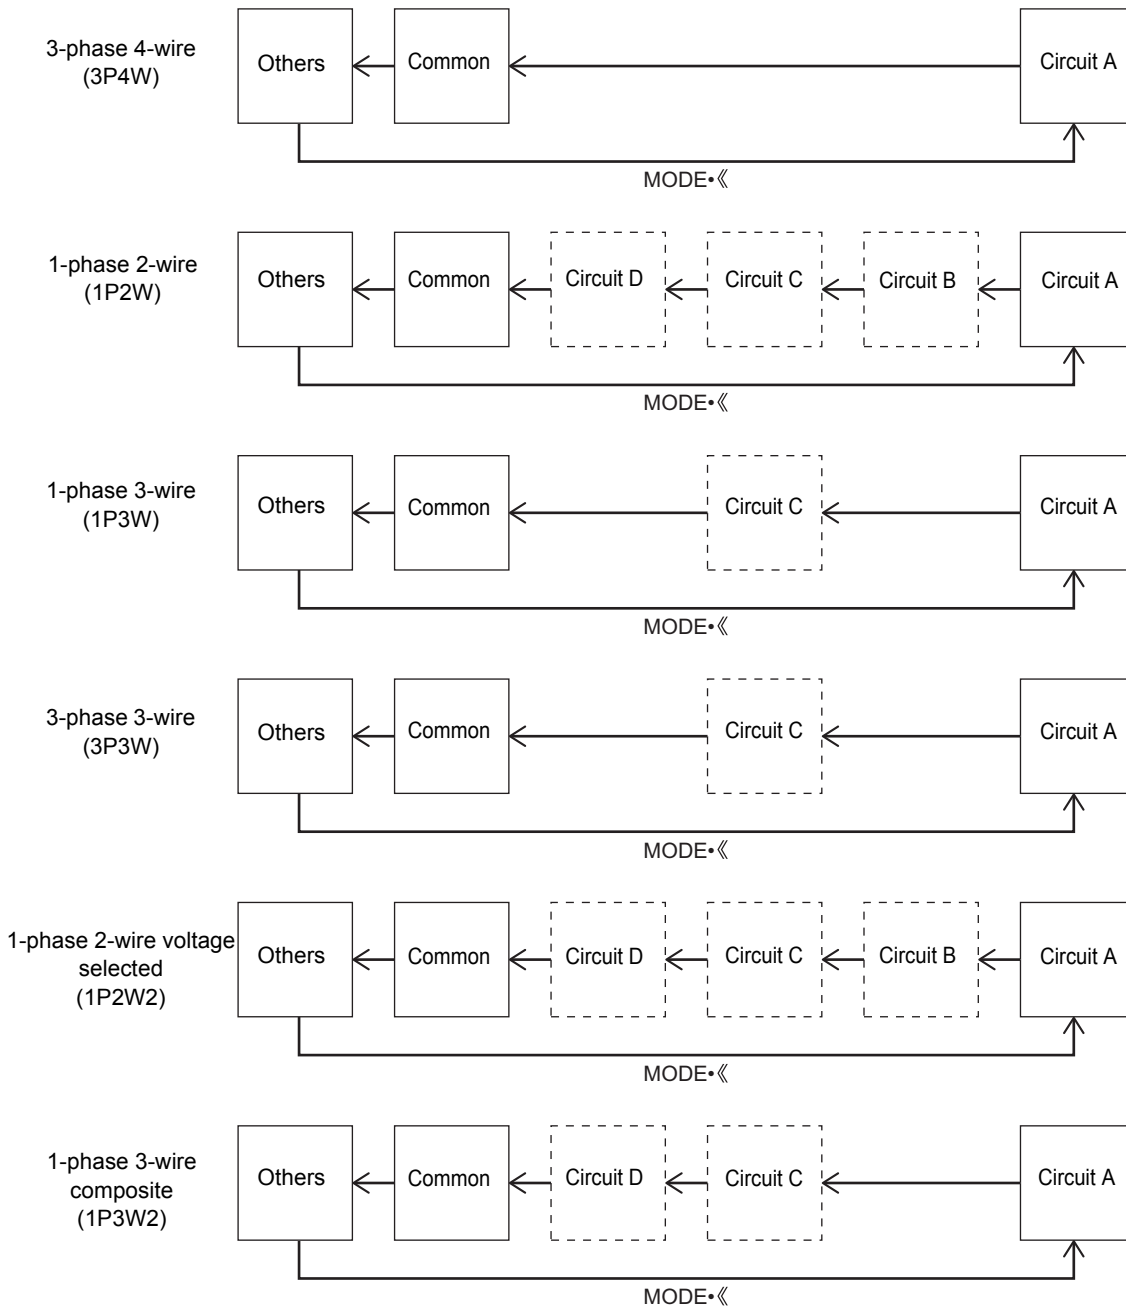 3-phase 4-wire
(3P4W)
Others
Common
Circuit A
MODE•《
1-phase 2-wire
(1P2W)
Others
Common
Circuit D
Circuit C
Circuit B
Circuit A
MODE•《
1-phase 3-wire
(1P3W)
Others
Common
Circuit C
Circuit A
MODE•《
3-phase 3-wire
(3P3W)
Others
Common
Circuit C
Circuit A
MODE•《
1-phase 2-wire voltage
selected
(1P2W2)
Others
Common
Circuit D
Circuit C
Circuit B
Circuit A
MODE•《
1-phase 3-wire
composite
(1P3W2)
Others
Common
Circuit D
Circuit C
Circuit A
MODE•《